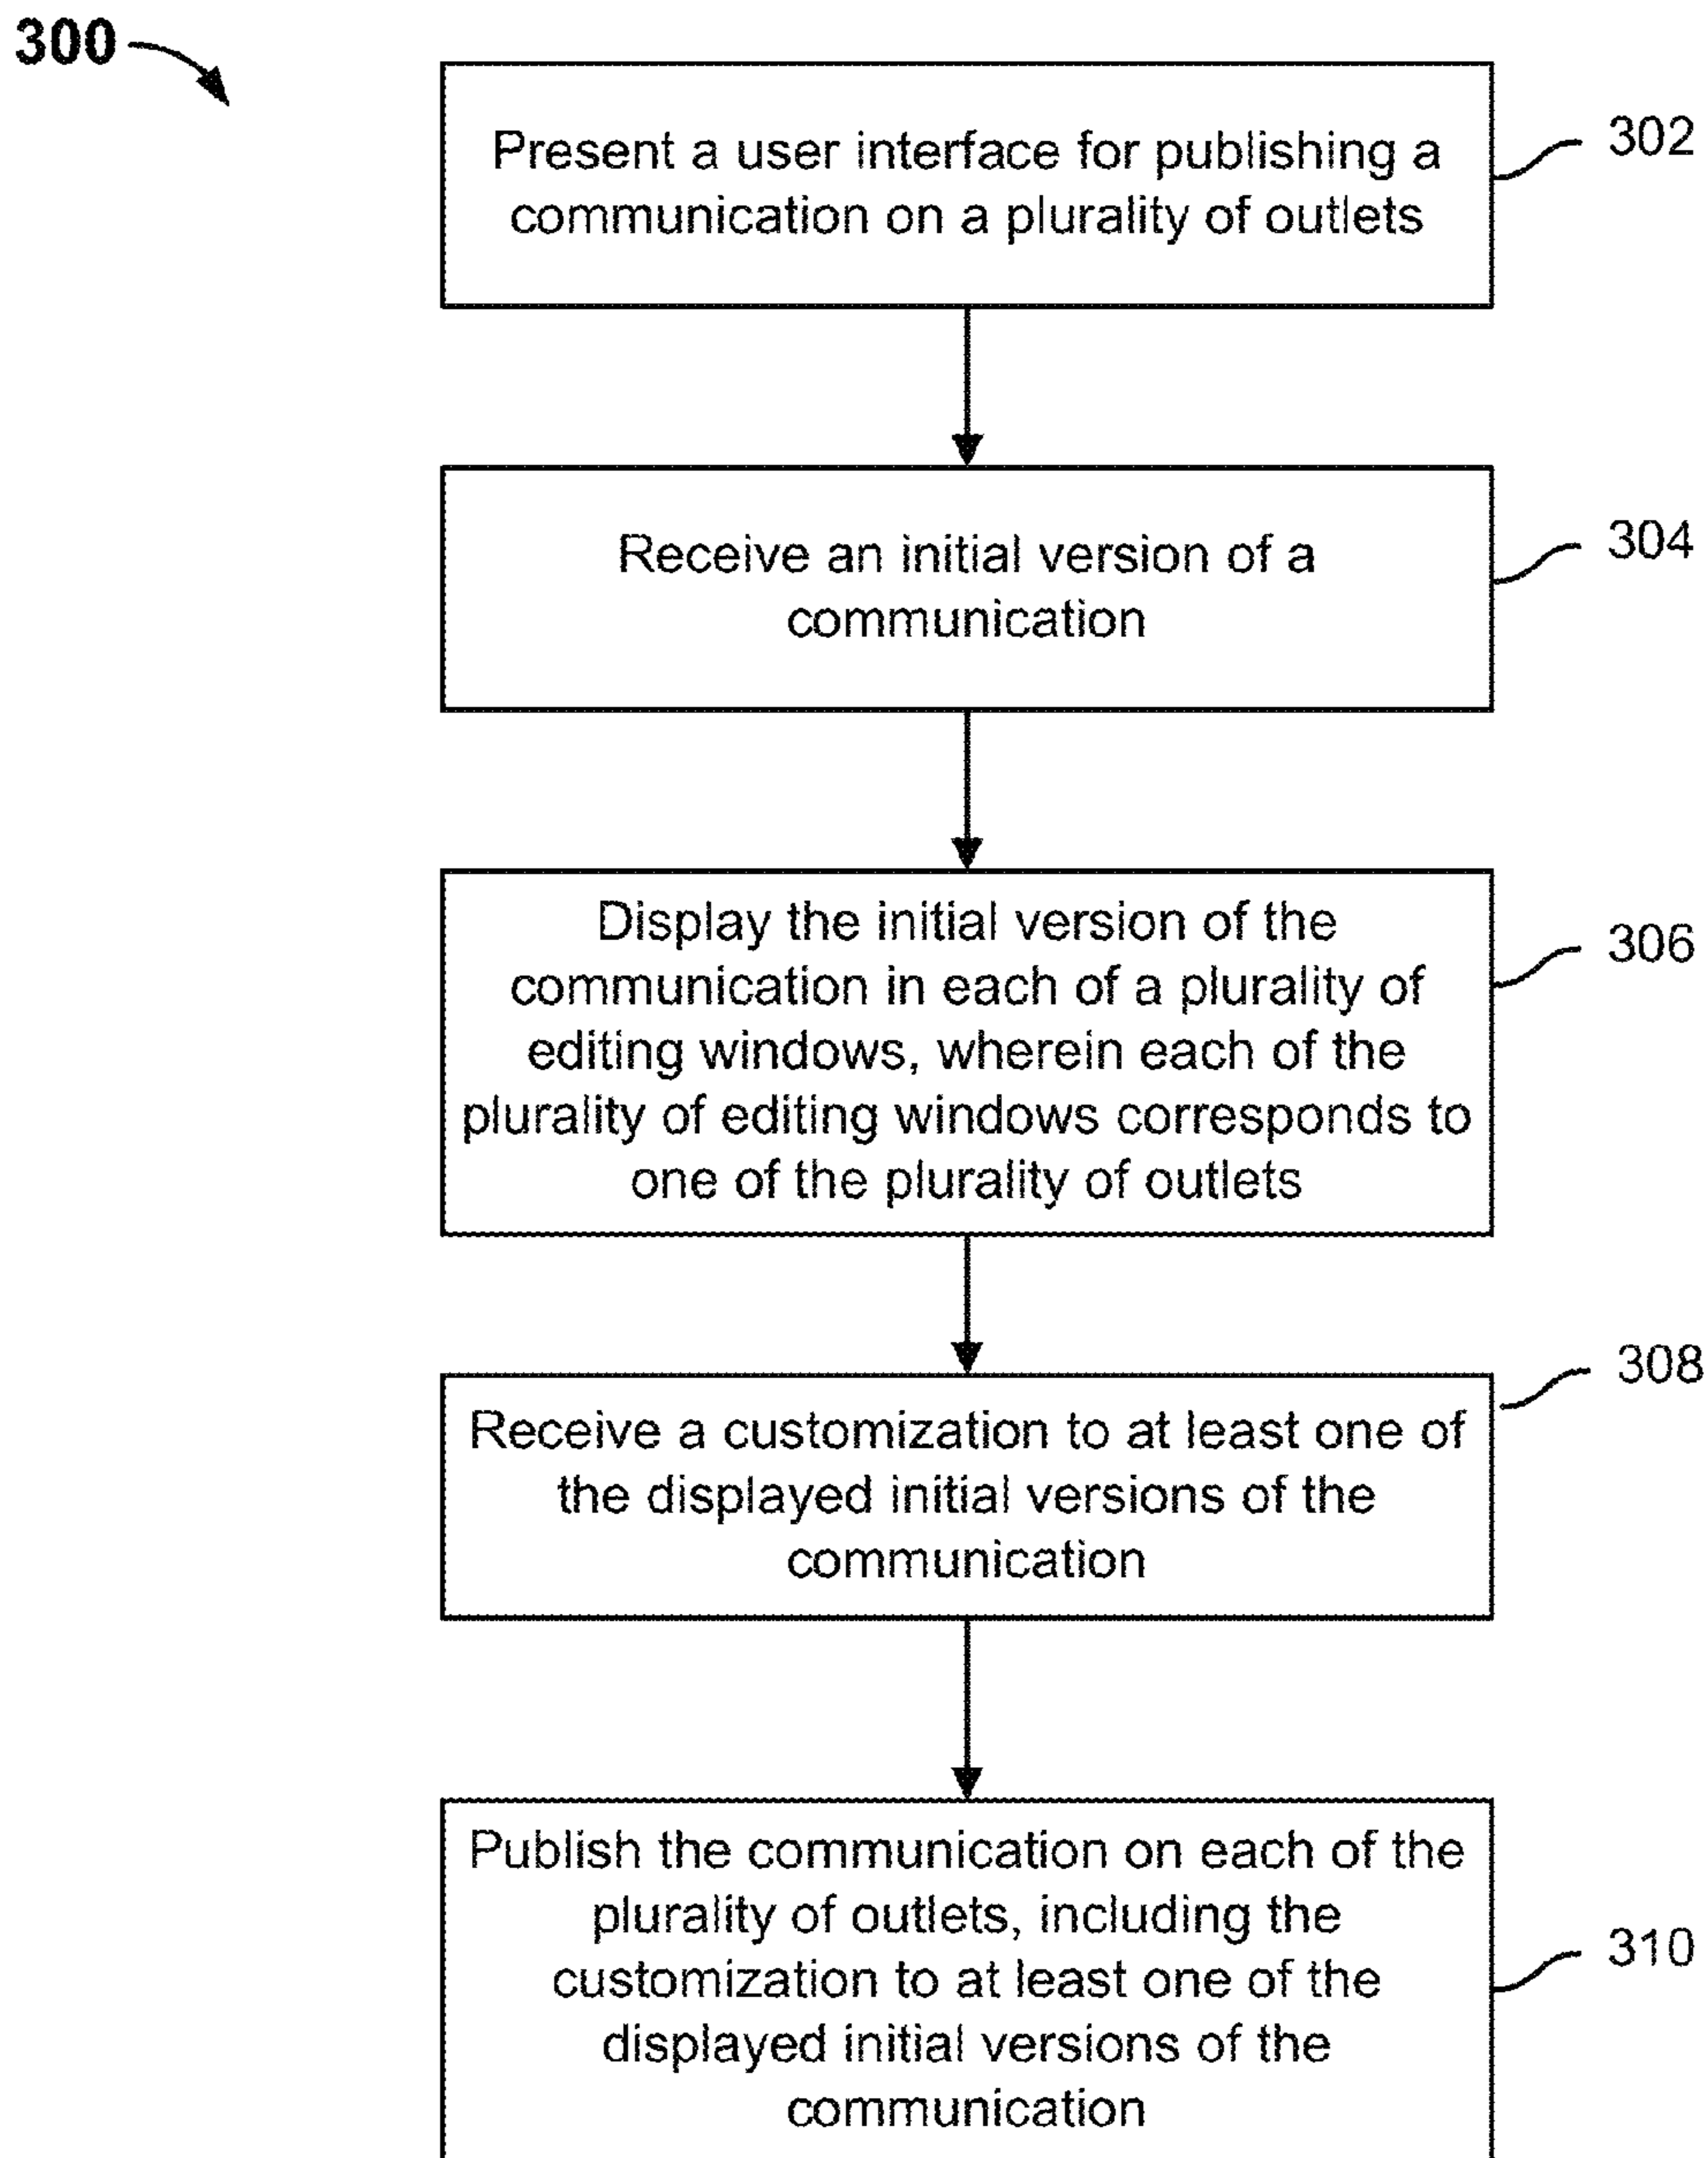 300
Present a user interface for publishing a
communication on a plurality of outlets
302
Receive an initial version of a
communication
304
Display the initial version of the
communication in each of a plurality of
editing windows, wherein each of the
plurality of editing windows corresponds to
one of the plurality of outlets
306
Receive a customization to at least one of
the displayed initial versions of the
communication
308
Publish the communication on each of the
plurality of outlets, including the
customization to at least one of the
displayed initial versions of the
communication
310